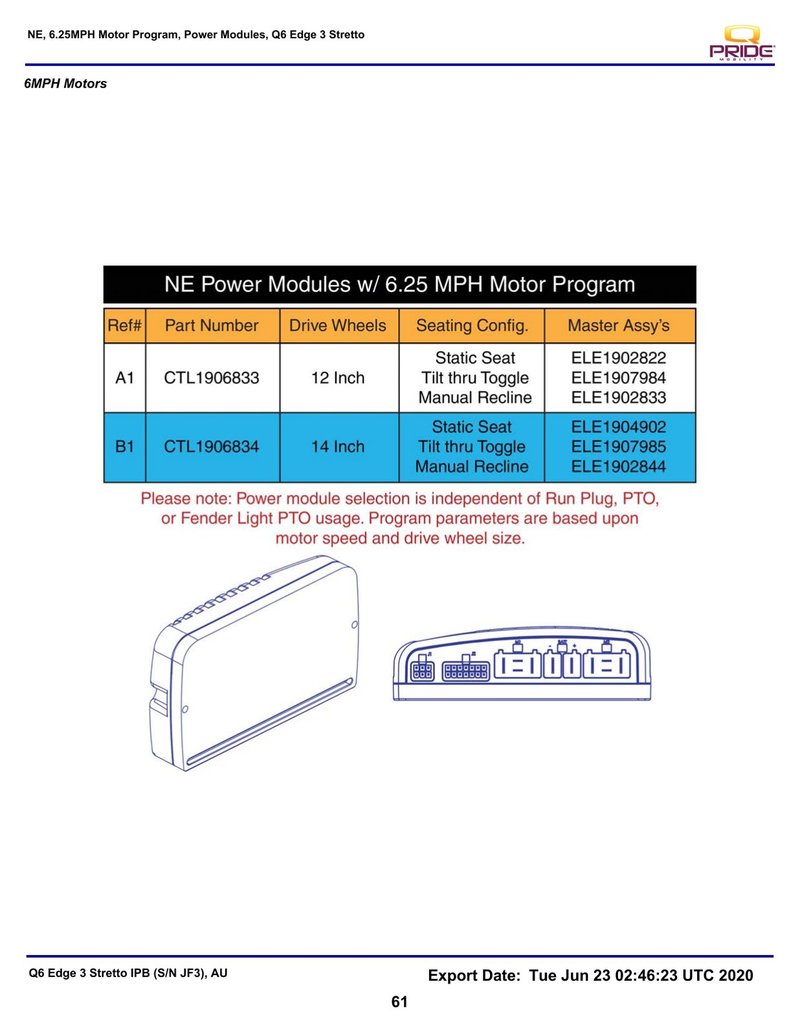 NE, 6.25MPH Motor Program, Power Modules, Q6 Edge 3 Stretto
Q
PRIDE
MOBILITY
6MPH Motors
NE Power Modules w/ 6.25 MPH Motor Program
Ref# Part Number Drive Wheels Seating Config. Master Assy's
Static Seat ELE1902822
A1 CTL1906833 12 Inch Tilt thru Toggle ELE1907984
Manual Recline ELE1902833
Static Seat ELE1904902
B1 CTL1906834 14 Inch Tilt thru Toggle ELE1907985
Manual Recline ELE1902844
Please note: Power module selection is independent of Run Plug, PTO,
or Fender Light PTO usage. Program parameters are based upon
motor speed and drive wheel size.
Q6 Edge 3 Stretto IPB (S/N JF3), AU
Export Date: Tue Jun 23 02:46:23 UTC 2020
61